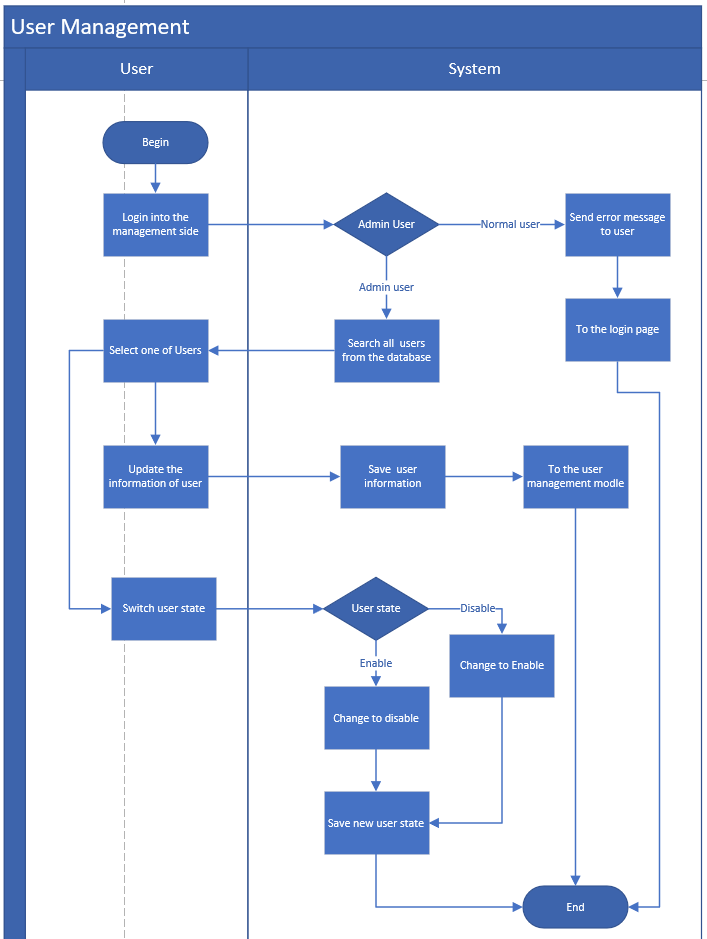 User Management
User
System
Begin
Login into the
management side
Admin User
Normal user
Send error message
to user
Admin user
To the login page
Select one of Users
Search all users
from the database
Update the
information of user
Save user
information
To the user
management modle
Switch user state
User state
Disable
Change to Enable
Enable
Change to disable
Save new user state
End